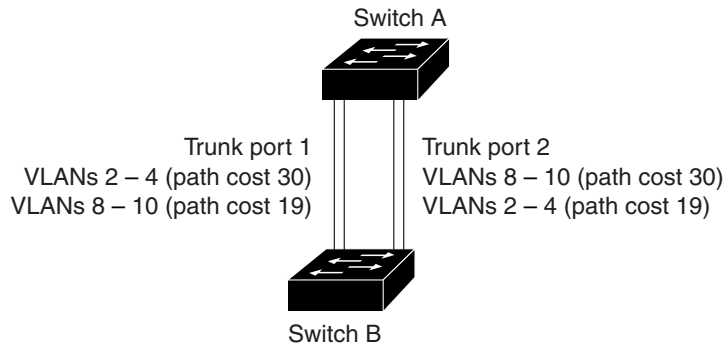 Switch A
Trunk port 1
VLANs 2 – 4 (path cost 30)
VLANs 8 – 10 (path cost 19)
Trunk port 2
VLANs 8 – 10 (path cost 30)
VLANs 2 – 4 (path cost 19)
Switch B